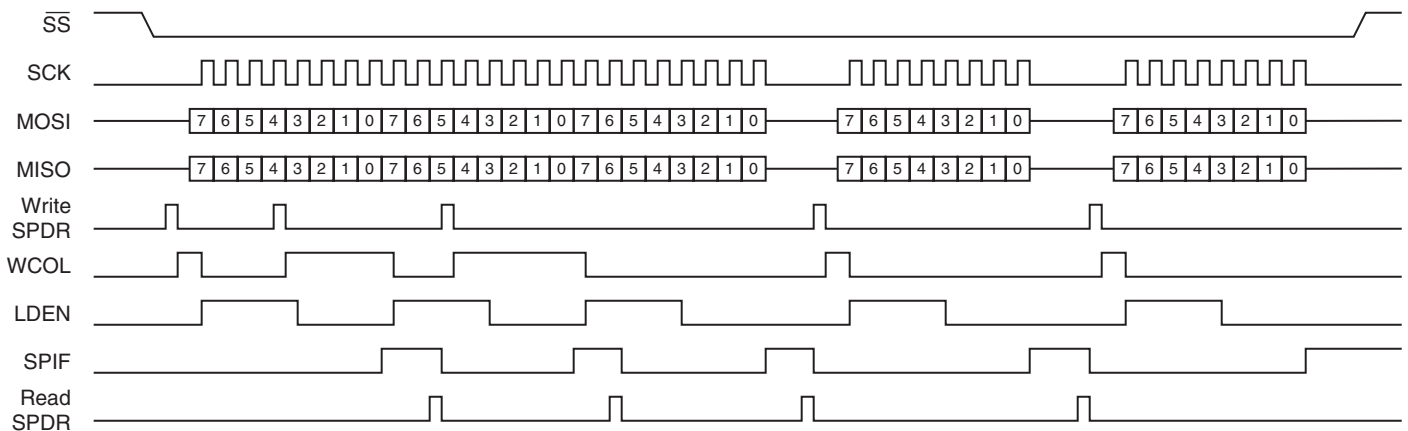 SS
SCK
MOSI 7 6 5 4 3 2 1 0 7 6 5 4 3 2 1 0 7 6 5 4 3 2 1 0 7 6 5 4 3 2 1 0 7 6 5 4 3 2 1 0
MISO 7 6 5 4 3 2 1 0 7 6 5 4 3 2 1 0 7 6 5 4 3 2 1 0 7 6 5 4 3 2 1 0 7 6 5 4 3 2 1 0
Write
SPDR
WCOL
LDEN
SPIF
Read
SPDR